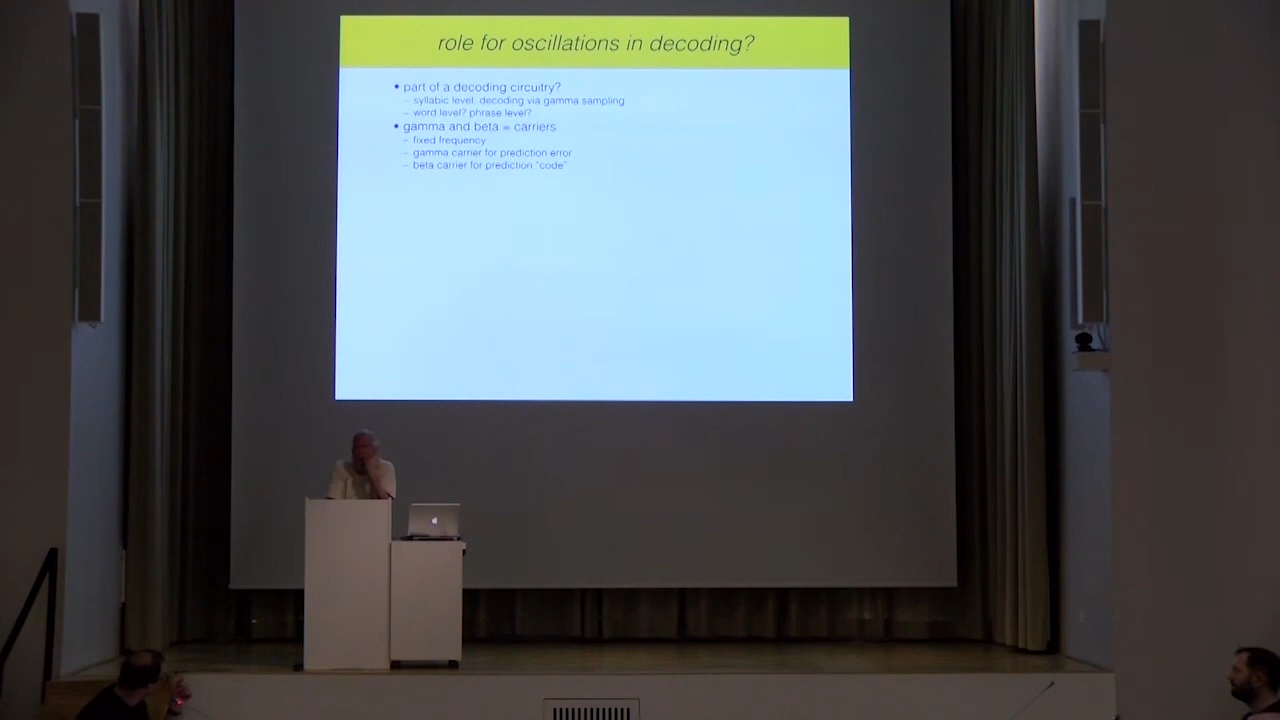 role for oscillations in decoding?
• part of a decoding circuitry?
– syllabic level: decoding via gamma sampling
– word level? phrase level?
• gamma and beta = carriers
– fixed frequency
– gamma carrier for prediction error
– beta carrier for prediction "code"